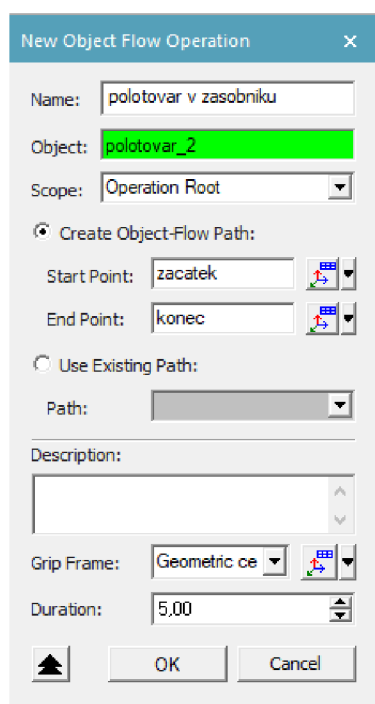 New Object Flow Operation
Name: polotovar v zasobniku
Object: polotovar_2
Scope: Operation Root
Create Object-Flow Path:
Start Point: zacatek
End Point: konec
Use Existing Path:
Path:
Description:
Grip Frame: Geometric ce
Duration: 5,00
OK Cancel